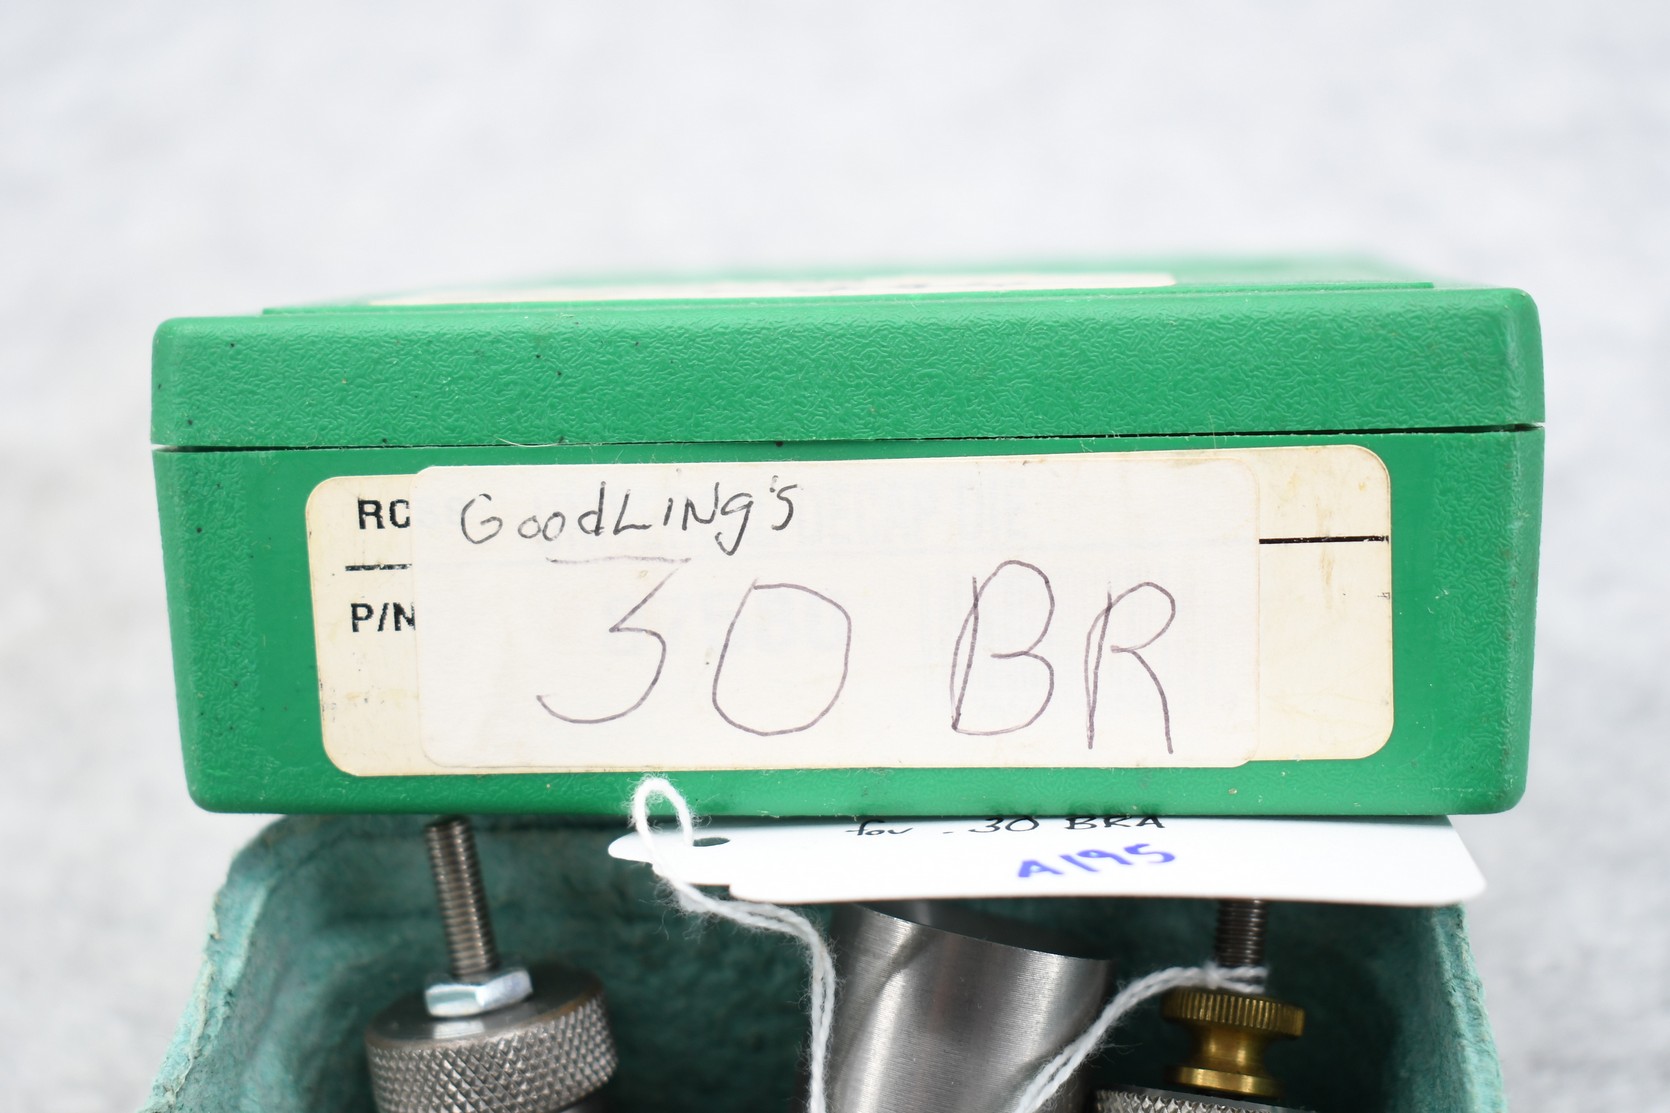 RC
GoodLINg's
P/N
30 BR
for .30 BRA
A195